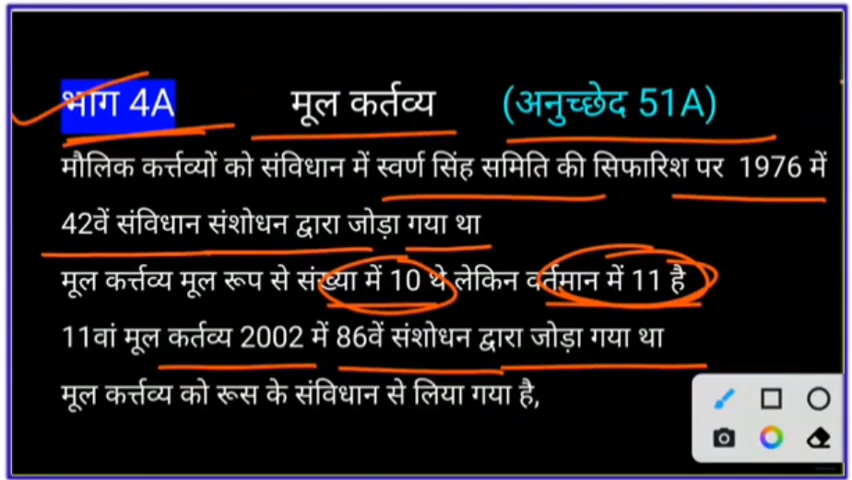 भाग 4A मूल कर्तव्य (अनुच्छेद 51A)
मौलिक कर्त्तव्यों को संविधान में स्वर्ण सिंह समिति की सिफारिश पर 1976 में
42वें संविधान संशोधन द्वारा जोड़ा गया था
मूल कर्त्तव्य मूल रूप से संख्या में 10 थे लेकिन वर्तमान में 11 है
11वां मूल कर्तव्य 2002 में 86वें संशोधन द्वारा जोड़ा गया था
मूल कर्त्तव्य को रूस के संविधान से लिया गया है,